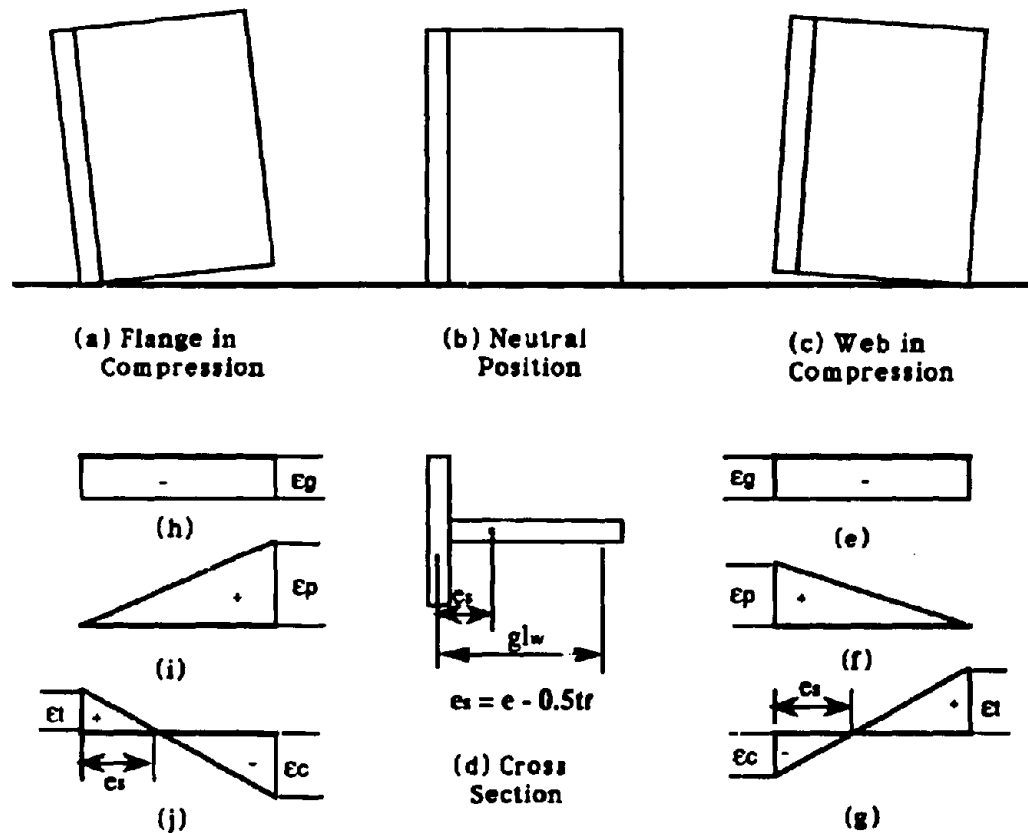 (a) Flange in
Compression
(b) Neutral
Position
(c) Web in
Compression
- εg
(h)
- εg
(e)
+ εp
(i)
es
glw
es = e - 0.5tf
(d) Cross
Section
εp +
(f)
εt +
es
- εc
(j)
es
+ εt
εc -
(g)